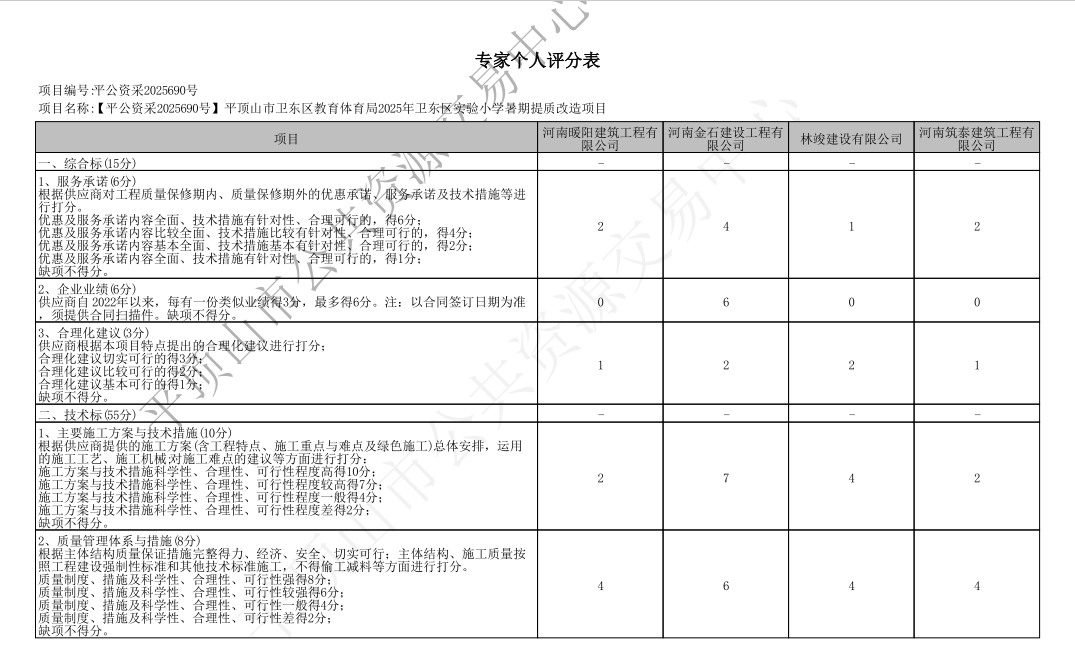 专家个人评分表
项目编号:平公资采2025690号
项目名称:【平公资采2025690号】平顶山市卫东区教育体育局2025年卫东区实验小学暑期提质改造项目
项目 河南暖阳建筑工程有限公司 河南金石建设工程有限公司 林竣建设有限公司 河南筑泰建筑工程有限公司
一、综合标(15分) － － － －
1、服务承诺(6分)
根据供应商对工程质量保修期内、质量保修期外的优惠承诺、服务承诺及技术措施等进
行打分。
优惠及服务承诺内容全面、技术措施有针对性、合理可行的，得6分；
优惠及服务承诺内容比较全面、技术措施比较有针对性、合理可行的，得4分；
优惠及服务承诺内容基本全面、技术措施基本有针对性、合理可行的，得2分；
优惠及服务承诺内容全面、技术措施有针对性、合理可行的，得1分；
缺项不得分。
2 4 1 2
2、企业业绩(6分)
供应商自2022年以来，每有一份类似业绩得3分，最多得6分。注：以合同签订日期为准
，须提供合同扫描件。缺项不得分。
0 6 0 0
3、合理化建议(3分)
供应商根据本项目特点提出的合理化建议进行打分；
合理化建议切实可行的得3分；
合理化建议比较可行的得2分；
合理化建议基本可行的得1分；
缺项不得分。
1 2 2 1
二、技术标(55分) － － － －
1、主要施工方案与技术措施(10分)
根据供应商提供的施工方案(含工程特点、施工重点与难点及绿色施工)总体安排，运用
的施工工艺、施工机械;对施工难点的建议等方面进行打分；
施工方案与技术措施科学性、合理性、可行性程度高得10分；
施工方案与技术措施科学性、合理性、可行性程度较高得7分；
施工方案与技术措施科学性、合理性、可行性程度一般得4分；
施工方案与技术措施科学性、合理性、可行性程度差得2分；
缺项不得分。
2 7 4 2
2、质量管理体系与措施(8分)
根据主体结构质量保证措施完整得力、经济、安全、切实可行；主体结构、施工质量按
照工程建设强制性标准和其他技术标准施工，不得偷工减料等方面进行打分。
质量制度、措施及科学性、合理性、可行性强得8分；
质量制度、措施及科学性、合理性、可行性较强得6分；
质量制度、措施及科学性、合理性、可行性一般得4分；
质量制度、措施及科学性、合理性、可行性差得2分；
缺项不得分。
4 6 4 4
平顶山市公共资源交易中心
平顶山市公共资源交易中心